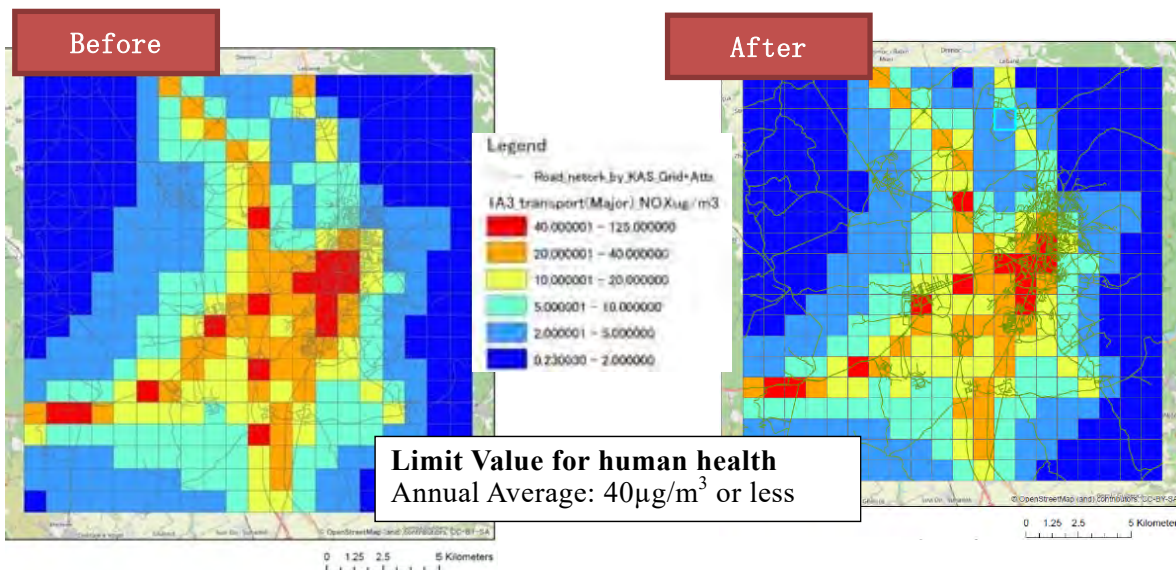 Before
After
Legend
Road_netork_by_KAS_Grid+Attr
1A3 transport(Major) NOXug/m3
40.000001 - 125.000000
20.000001 - 40.000000
10.000001 - 20.000000
5.000001 - 10.000000
2.000001 - 5.000000
0.230030 - 2.000000
Limit Value for human health
Annual Average: 40µg/m³ or less
© OpenStreetMap (and) contributors, CC-BY-SA
© OpenStreetMap (and) contributors, CC-BY-SA
0 1.25 2.5 5 Kilometers
0 1.25 2.5 5 Kilometers